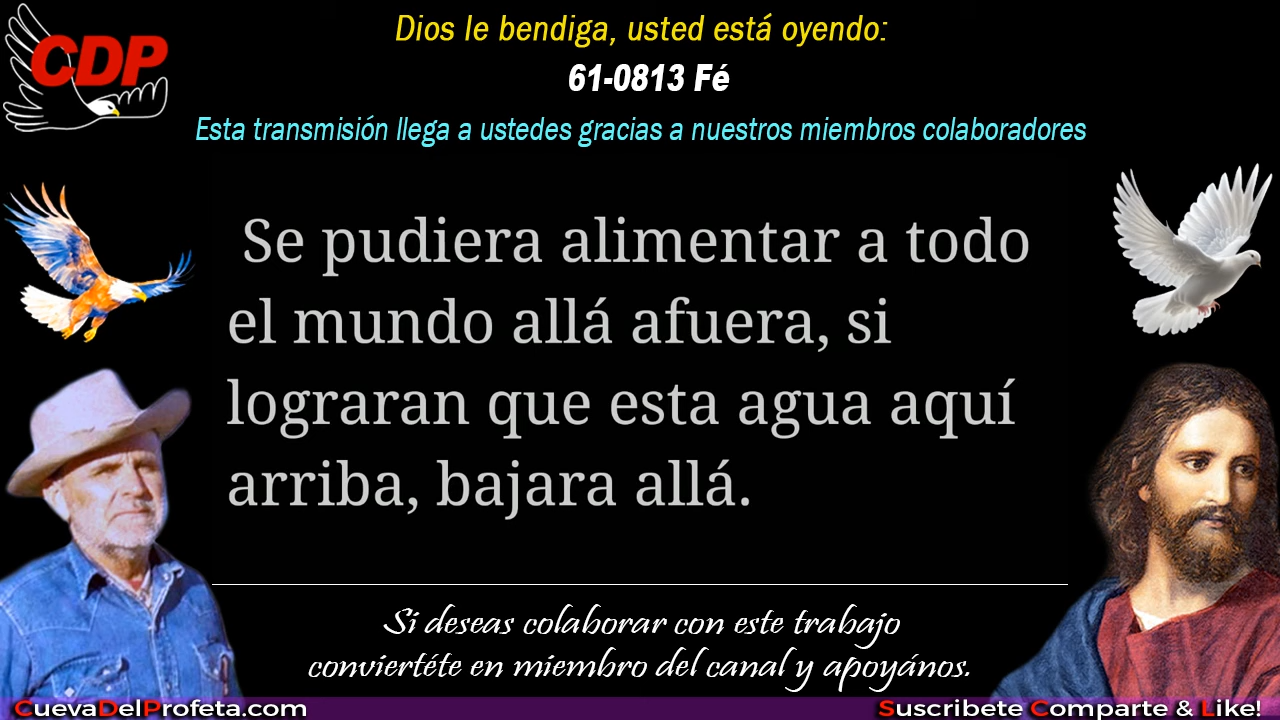 CDP
Dios le bendiga, usted está oyendo:
61-0813 Fé
Esta transmisión llega a ustedes gracias a nuestros miembros colaboradores
Se pudiera alimentar a todo
el mundo allá afuera, si
lograran que esta agua aquí
arriba, bajara allá.
Si deseas colaborar con este trabajo
conviertéte en miembro del canal y apoyános.
CuevaDelProfeta.com
Suscribete Comparte & Like!